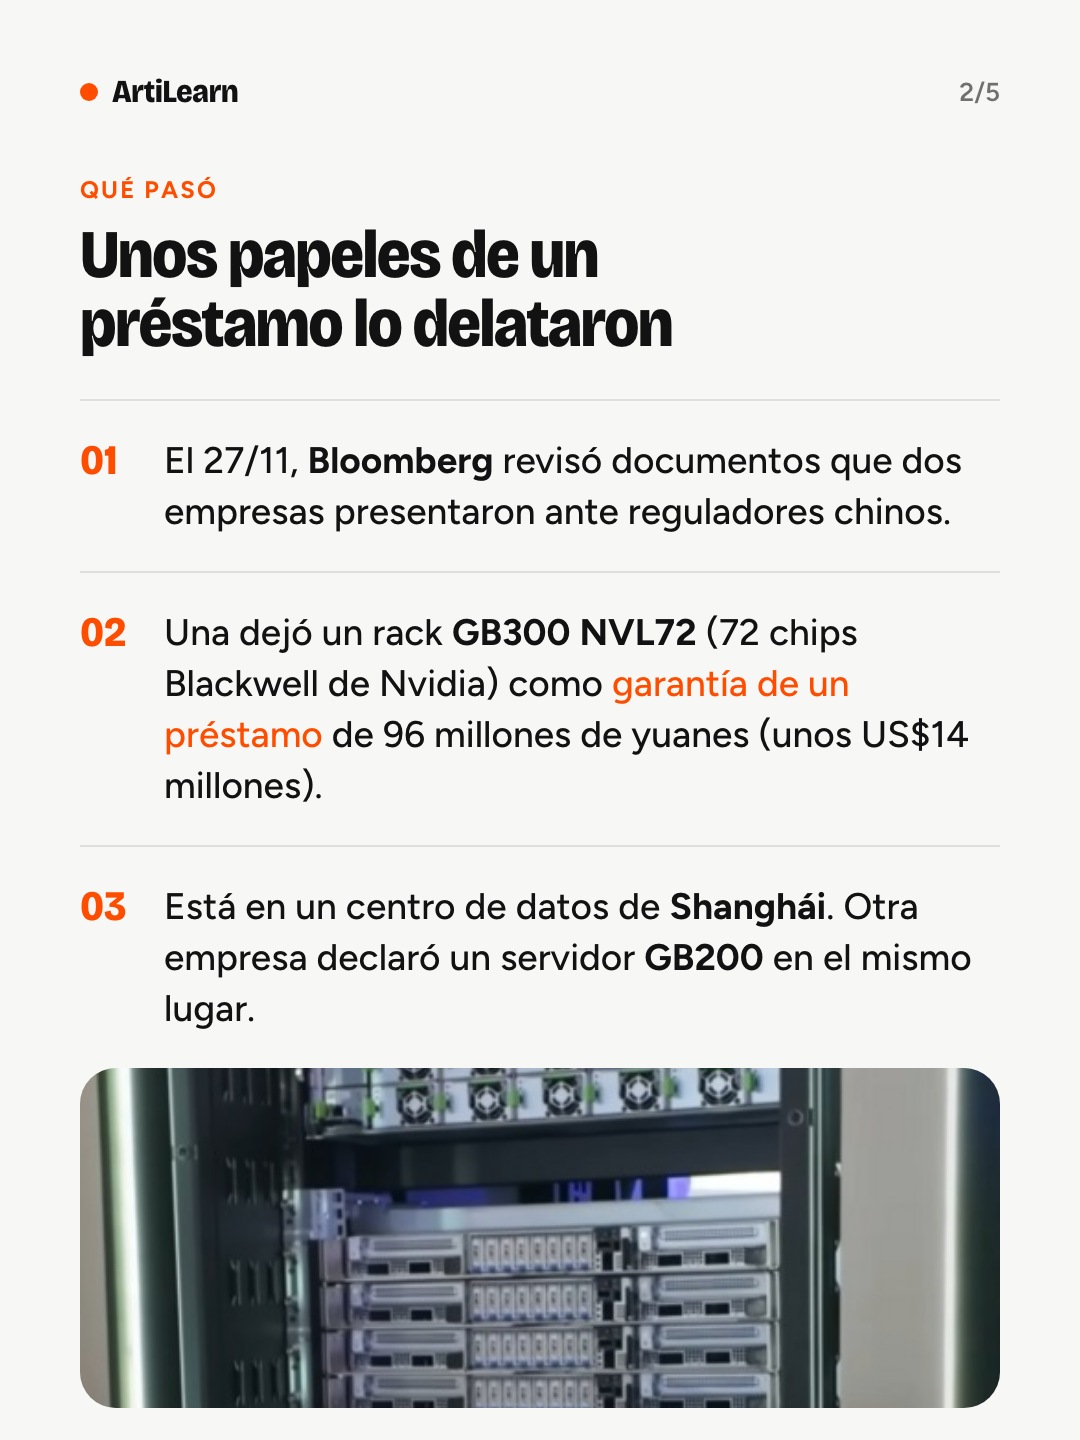 ArtiLearn
2/5
QUÉ PASÓ
Unos papeles de un
préstamo lo delataron
01
El 27/11, Bloomberg revisó documentos que dos
empresas presentaron ante reguladores chinos.
02
Una dejó un rack GB300 NVL72 (72 chips
Blackwell de Nvidia) como garantía de un
préstamo de 96 millones de yuanes (unos US$14
millones).
03
Está en un centro de datos de Shanghái. Otra
empresa declaró un servidor GB200 en el mismo
lugar.